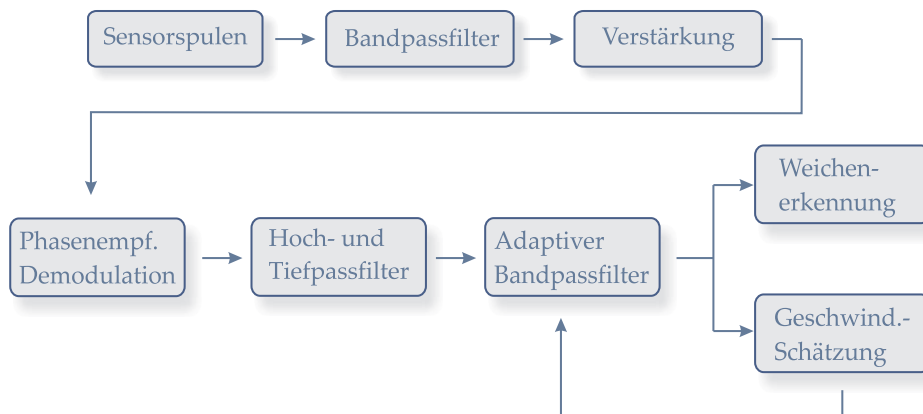 Sensorspulen
Bandpassfilter
Verstärkung
Phasenempf.
Demodulation
Hoch- und
Tiefpassfilter
Adaptiver
Bandpassfilter
Weichen-
erkennung
Geschwind.-
Schätzung